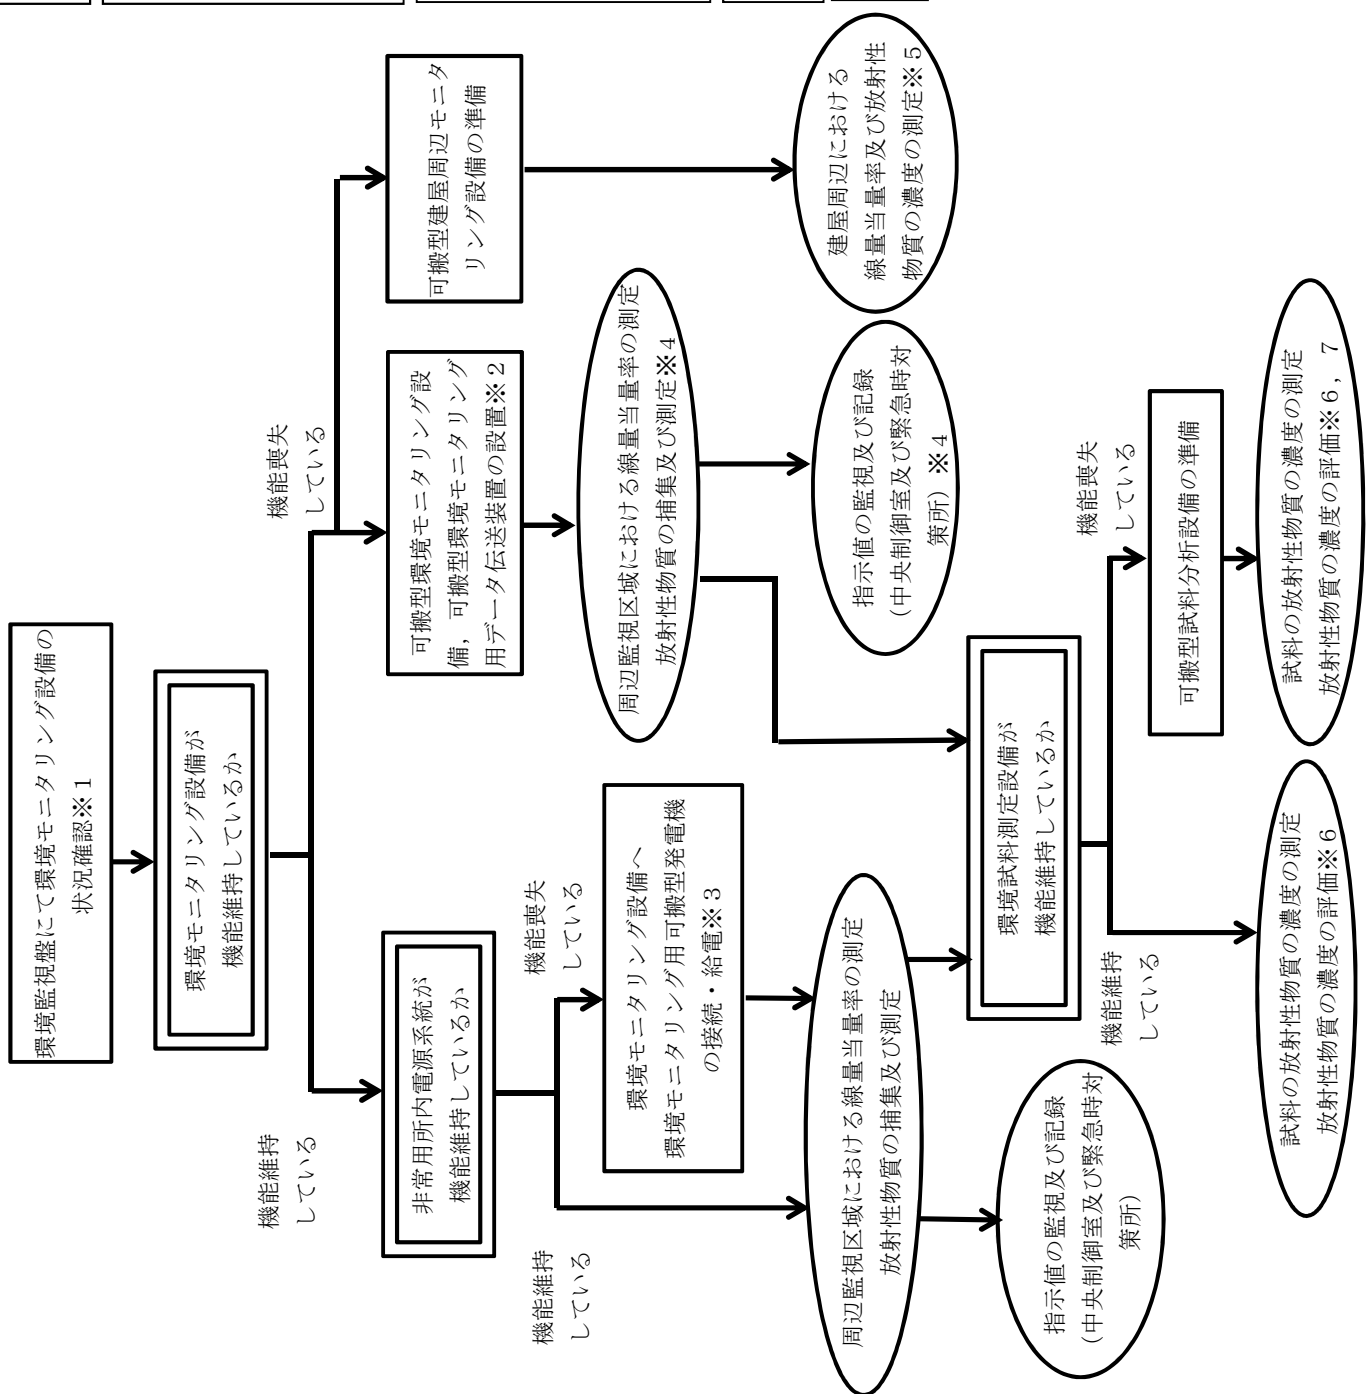 環境監視盤にて環境モニタリング設備の
状況確認※１
環境モニタリング設備が
機能維持しているか
機能維持
している
機能喪失
している
非常用所内電源系統が
機能維持しているか
可搬型環境モニタリング設
備，可搬型環境モニタリング
用データ伝送装置の設置※２
可搬型建屋周辺モニタ
リング設備の準備
機能維持
している
機能喪失
している
環境モニタリング設備へ
環境モニタリング用可搬型発電機
の接続・給電※３
周辺監視区域における線量当量率の測定
放射性物質の捕集及び測定※４
建屋周辺における
線量当量率及び放射性
物質の濃度の測定※５
周辺監視区域における線量当量率の測定
放射性物質の捕集及び測定
指示値の監視及び記録
(中央制御室及び緊急時対
策所）※４
指示値の監視及び記録
(中央制御室及び緊急時対
策所）
環境試料測定設備が
機能維持しているか
機能維持
している
機能喪失
している
可搬型試料分析設備の準備
試料の放射性物質の濃度の測定
放射性物質の濃度の評価※６
試料の放射性物質の濃度の測定
放射性物質の濃度の評価※６，７